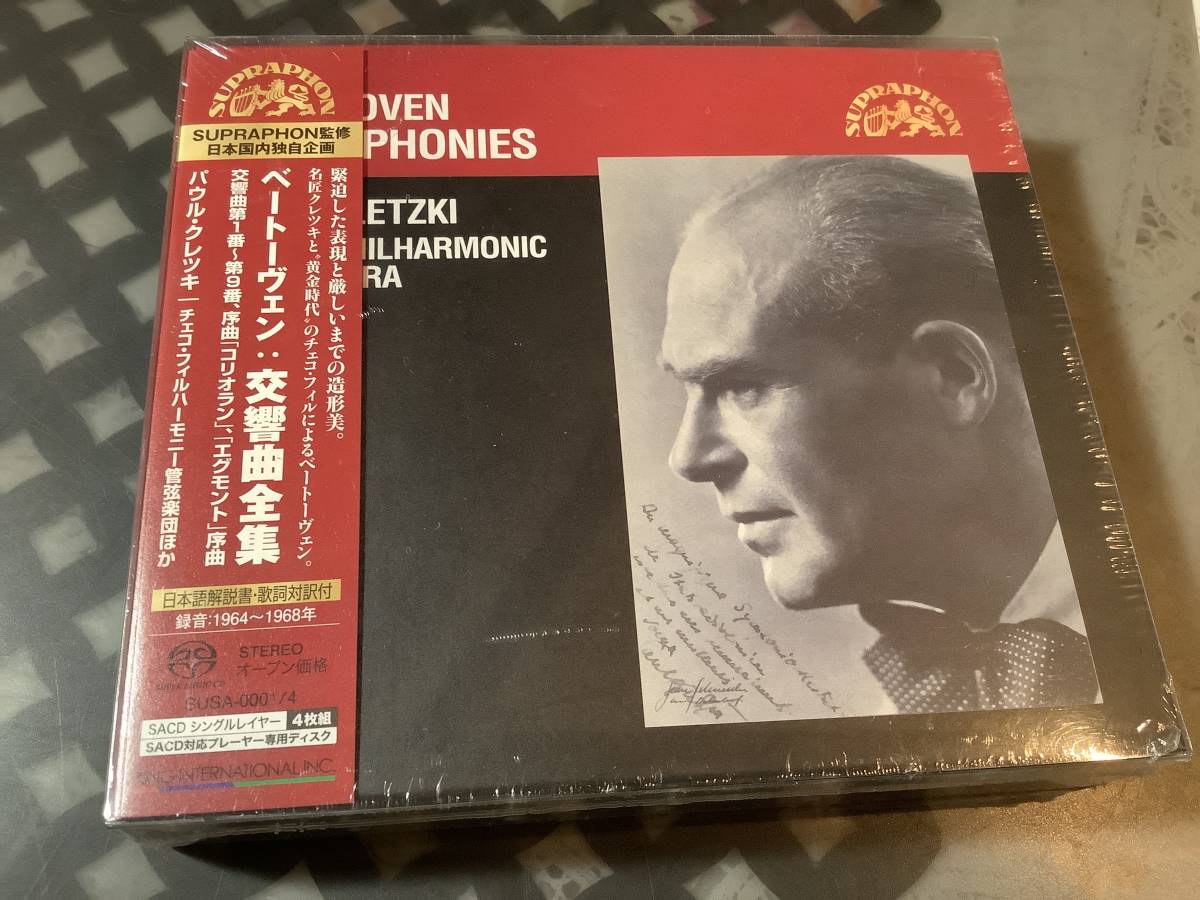 SUPRAPHON
SUPRAPHON監修
日本国内独自企画
緊迫した表現と厳しいまでの造形美。
名匠クレツキと“黄金時代”のチェコ・フィルによるベートーヴェン。
ベートーヴェン:交響曲全集
交響曲第1番~第9番、序曲「コリオラン」、「エグモント」序曲
パウル・クレツキ|チェコ・フィルハーモニー管弦楽団ほか
日本語解説書・歌詞対訳付
録音:1964~1968年
SUPER AUDIO CD
STEREO
オープン価格
SUSA-0001/4
SACD シングルレイヤー 4枚組
SACD対応プレーヤー専用ディスク
KING INTERNATIONAL INC.
OVEN
PHONIES
SUPRAPHON
LETZKI
HILHARMONIC
RA